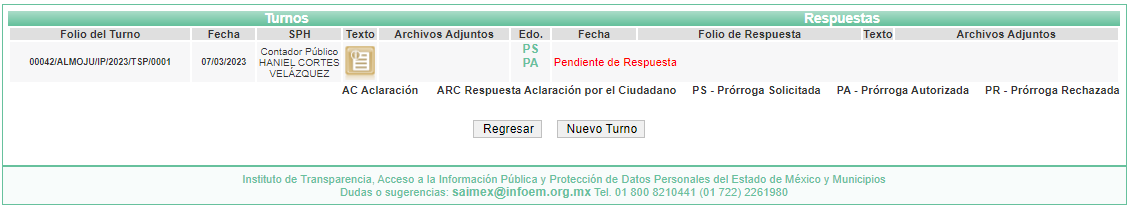 Turnos Respuestas
Folio del Turno Fecha SPH Texto Archivos Adjuntos Edo. Fecha Folio de Respuesta Texto Archivos Adjuntos
00042/ALMOJU/IP/2023/TSP/0001 07/03/2023 Contador Público HANIEL CORTES VELÁZQUEZ PS PA Pendiente de Respuesta
AC Aclaración ARC Respuesta Aclaración por el Ciudadano PS - Prórroga Solicitada PA - Prórroga Autorizada PR - Prórroga Rechazada
Regresar Nuevo Turno
Instituto de Transparencia, Acceso a la Información Pública y Protección de Datos Personales del Estado de México y Municipios
Dudas o sugerencias: saimex@infoem.org.mx Tel. 01 800 8210441 (01 722) 2261980